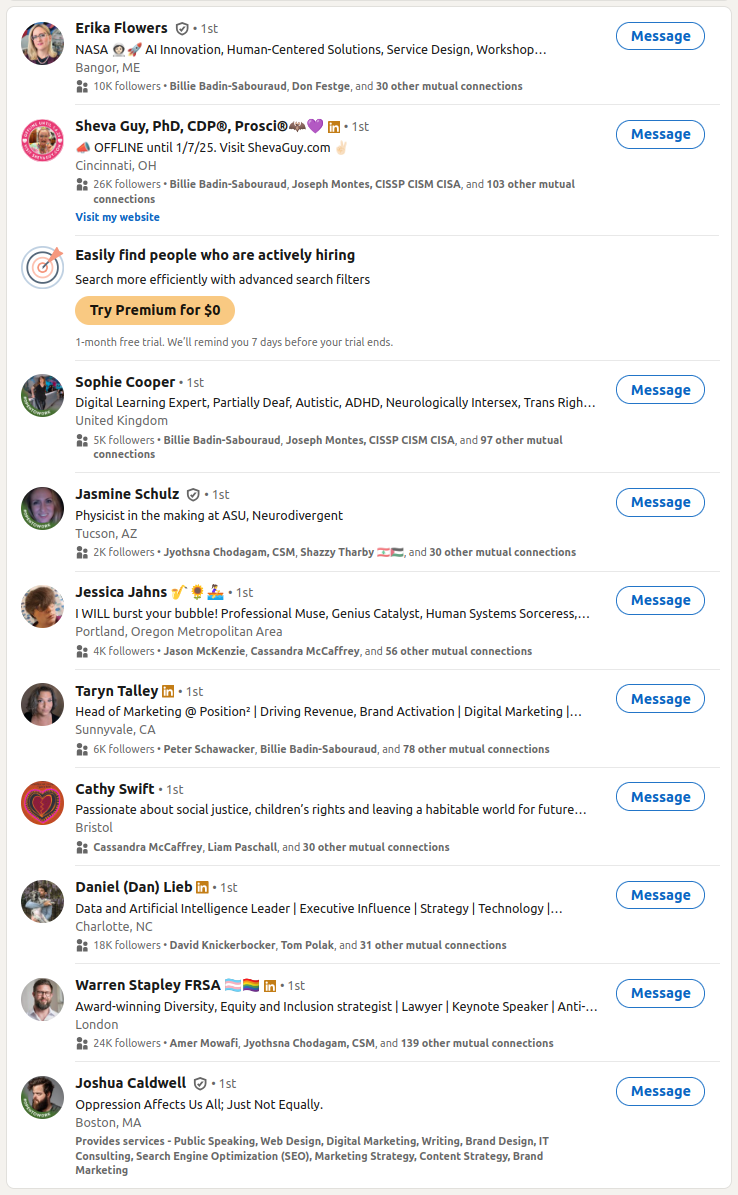 Erika Flowers • 1st
Message
NASA 👩🏻‍🚀🚀 AI Innovation, Human-Centered Solutions, Service Design, Workshop…
Bangor, ME
10K followers • Billie Badin-Sabouraud, Don Festge, and 30 other mutual connections
Sheva Guy, PhD, CDP®, Prosci®🦇💜 in • 1st
Message
📣 OFFLINE until 1/7/25. Visit ShevaGuy.com ✌🏻
Cincinnati, OH
26K followers • Billie Badin-Sabouraud, Joseph Montes, CISSP CISM CISA, and 103 other mutual
connections
Visit my website
Easily find people who are actively hiring
Search more efficiently with advanced search filters
Try Premium for $0
1-month free trial. We’ll remind you 7 days before your trial ends.
Sophie Cooper • 1st
Message
Digital Learning Expert, Partially Deaf, Autistic, ADHD, Neurologically Intersex, Trans Righ…
United Kingdom
5K followers • Billie Badin-Sabouraud, Joseph Montes, CISSP CISM CISA, and 97 other mutual
connections
Jasmine Schulz • 1st
Message
Physicist in the making at ASU, Neurodivergent
Tucson, AZ
2K followers • Jyothsna Chodagam, CSM, Shazzy Tharby 🇱🇧🇵🇸, and 30 other mutual connections
Jessica Jahns 🎷🌻🚣🏻‍♀️ • 1st
Message
I WILL burst your bubble! Professional Muse, Genius Catalyst, Human Systems Sorceress,…
Portland, Oregon Metropolitan Area
4K followers • Jason McKenzie, Cassandra McCaffrey, and 56 other mutual connections
Taryn Talley in • 1st
Message
Head of Marketing @ Position² | Driving Revenue, Brand Activation | Digital Marketing |…
Sunnyvale, CA
6K followers • Peter Schawacker, Billie Badin-Sabouraud, and 78 other mutual connections
Cathy Swift • 1st
Message
Passionate about social justice, children’s rights and leaving a habitable world for future…
Bristol
Cassandra McCaffrey, Liam Paschall, and 30 other mutual connections
Daniel (Dan) Lieb in • 1st
Message
Data and Artificial Intelligence Leader | Executive Influence | Strategy | Technology |…
Charlotte, NC
18K followers • David Knickerbocker, Tom Polak, and 31 other mutual connections
Warren Stapley FRSA 🏳️‍⚧️🏳️‍🌈 in • 1st
Message
Award-winning Diversity, Equity and Inclusion strategist | Lawyer | Keynote Speaker | Anti-…
London
24K followers • Amer Mowafi, Jyothsna Chodagam, CSM, and 139 other mutual connections
Joshua Caldwell • 1st
Message
Oppression Affects Us All; Just Not Equally.
Boston, MA
Provides services - Public Speaking, Web Design, Digital Marketing, Writing, Brand Design, IT
Consulting, Search Engine Optimization (SEO), Marketing Strategy, Content Strategy, Brand
Marketing